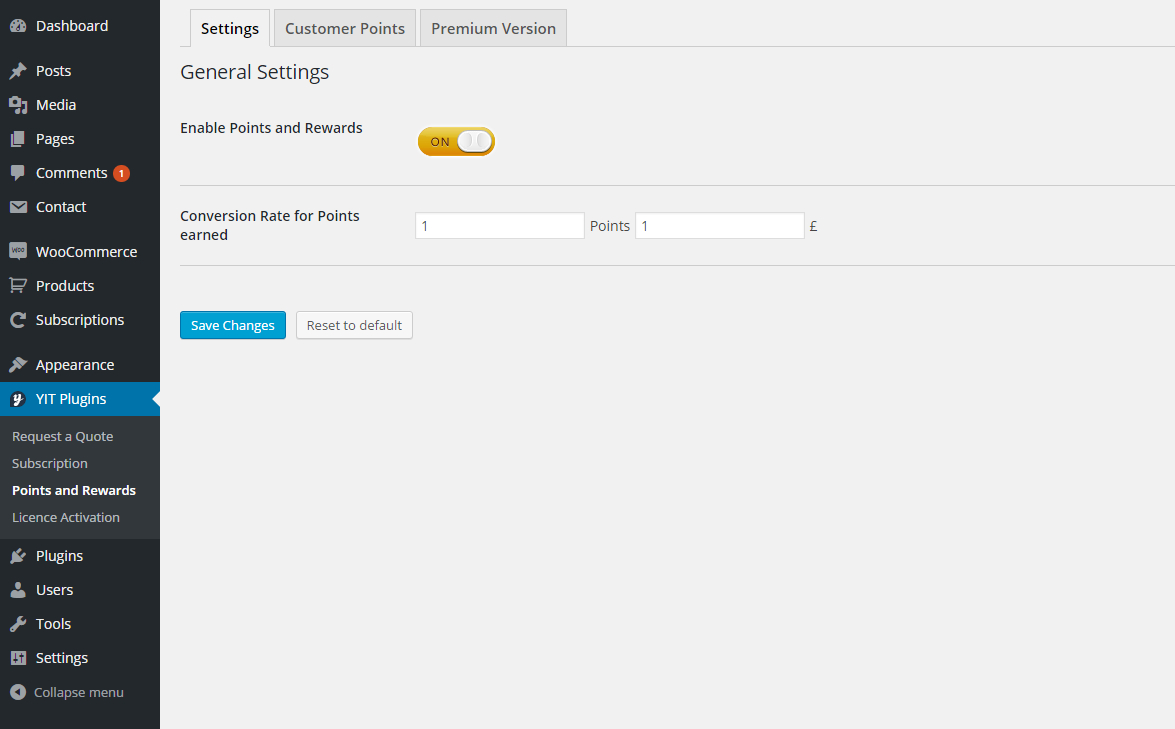 Dashboard
Posts
Media
Pages
Comments 1
Contact
WOO WooCommerce
Products
Subscriptions
Appearance
YIT Plugins
Request a Quote
Subscription
Points and Rewards
Licence Activation
Plugins
Users
Tools
Settings
Collapse menu
Settings Customer Points Premium Version
General Settings
Enable Points and Rewards ON
Conversion Rate for Points
earned
1 Points 1 £
Save Changes Reset to default